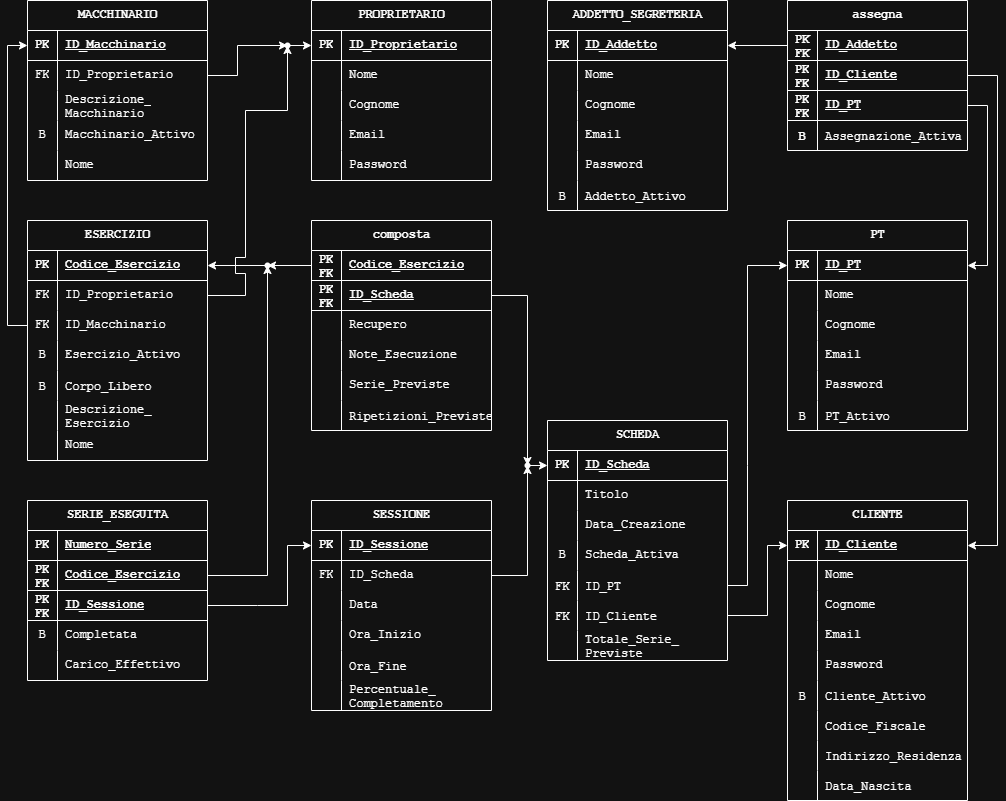 MACCHINARIO
PK ID_Macchinario
FK ID_Proprietario
Descrizione_
Macchinario
B Macchinario_Attivo
Nome
PROPRIETARIO
PK ID_Proprietario
Nome
Cognome
Email
Password
ADDETTO_SEGRETERIA
PK ID_Addetto
Nome
Cognome
Email
Password
B Addetto_Attivo
assegna
PK
FK ID_Addetto
PK
FK ID_Cliente
PK
FK ID_PT
B Assegnazione_Attiva
ESERCIZIO
PK Codice_Esercizio
FK ID_Proprietario
FK ID_Macchinario
B Esercizio_Attivo
B Corpo_Libero
Descrizione_
Esercizio
Nome
composta
PK
FK Codice_Esercizio
PK
FK ID_Scheda
Recupero
Note_Esecuzione
Serie_Previste
Ripetizioni_Previste
PT
PK ID_PT
Nome
Cognome
Email
Password
B PT_Attivo
SCHEDA
PK ID_Scheda
Titolo
Data_Creazione
B Scheda_Attiva
FK ID_PT
FK ID_Cliente
Totale_Serie_
Previste
SERIE_ESEGUITA
PK Numero_Serie
PK
FK Codice_Esercizio
PK
FK ID_Sessione
B Completata
Carico_Effettivo
SESSIONE
PK ID_Sessione
FK ID_Scheda
Data
Ora_Inizio
Ora_Fine
Percentuale_
Completamento
CLIENTE
PK ID_Cliente
Nome
Cognome
Email
Password
B Cliente_Attivo
Codice_Fiscale
Indirizzo_Residenza
Data_Nascita